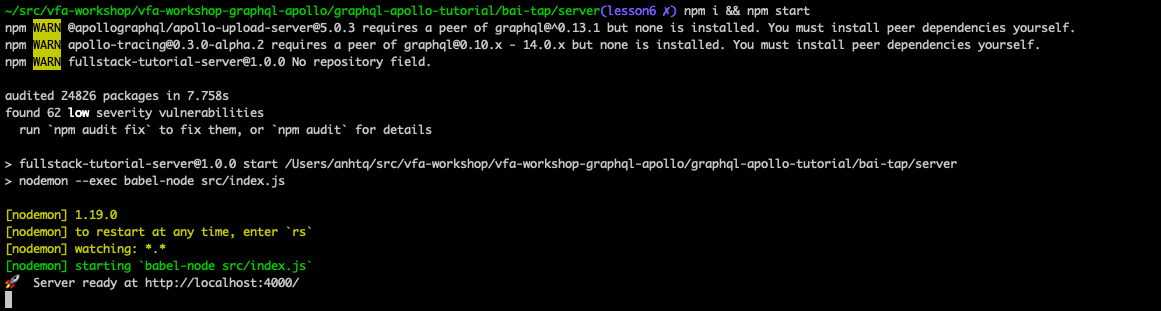 ~/src/vfa-workshop/vfa-workshop-graphql-apollo/graphql-apollo-tutorial/bai-tap/server(lesson6 ✗) npm i && npm start
npm WARN @apollographql/apollo-upload-server@5.0.3 requires a peer of graphql@^0.13.1 but none is installed. You must install peer dependencies yourself.
npm WARN apollo-tracing@0.3.0-alpha.2 requires a peer of graphql@0.10.x - 14.0.x but none is installed. You must install peer dependencies yourself.
npm WARN fullstack-tutorial-server@1.0.0 No repository field.
audited 24826 packages in 7.758s
found 62 low severity vulnerabilities
run `npm audit fix` to fix them, or `npm audit` for details
> fullstack-tutorial-server@1.0.0 start /Users/anhtq/src/vfa-workshop/vfa-workshop-graphql-apollo/graphql-apollo-tutorial/bai-tap/server
> nodemon --exec babel-node src/index.js
[nodemon] 1.19.0
[nodemon] to restart at any time, enter `rs`
[nodemon] watching: *.*
[nodemon] starting `babel-node src/index.js`
🚀 Server ready at http://localhost:4000/